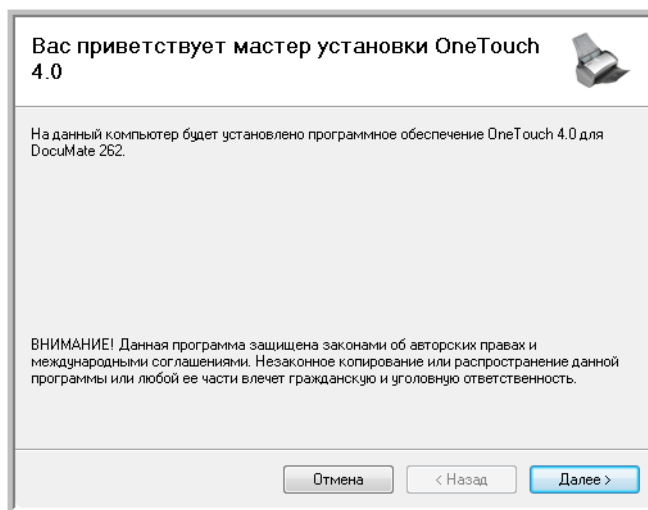 Вас приветствует мастер установки OneTouch
4.0
На данный компьютер будет установлено программное обеспечение OneTouch 4.0 для
DocuMate 262.
ВНИМАНИЕ! Данная программа защищена законами об авторских правах и
международными соглашениями. Незаконное копирование или распространение данной
программы или любой ее части влечет гражданскую и уголовную ответственность.
Отмена < Назад Далее >